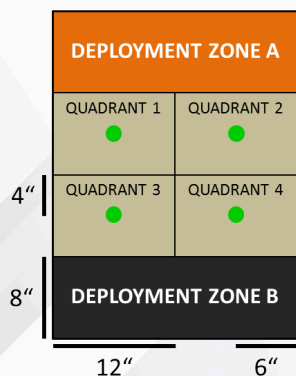 DEPLOYMENT ZONE A
QUADRANT 1 QUADRANT 2
4“ QUADRANT 3 QUADRANT 4
8“ DEPLOYMENT ZONE B
12“ 6“